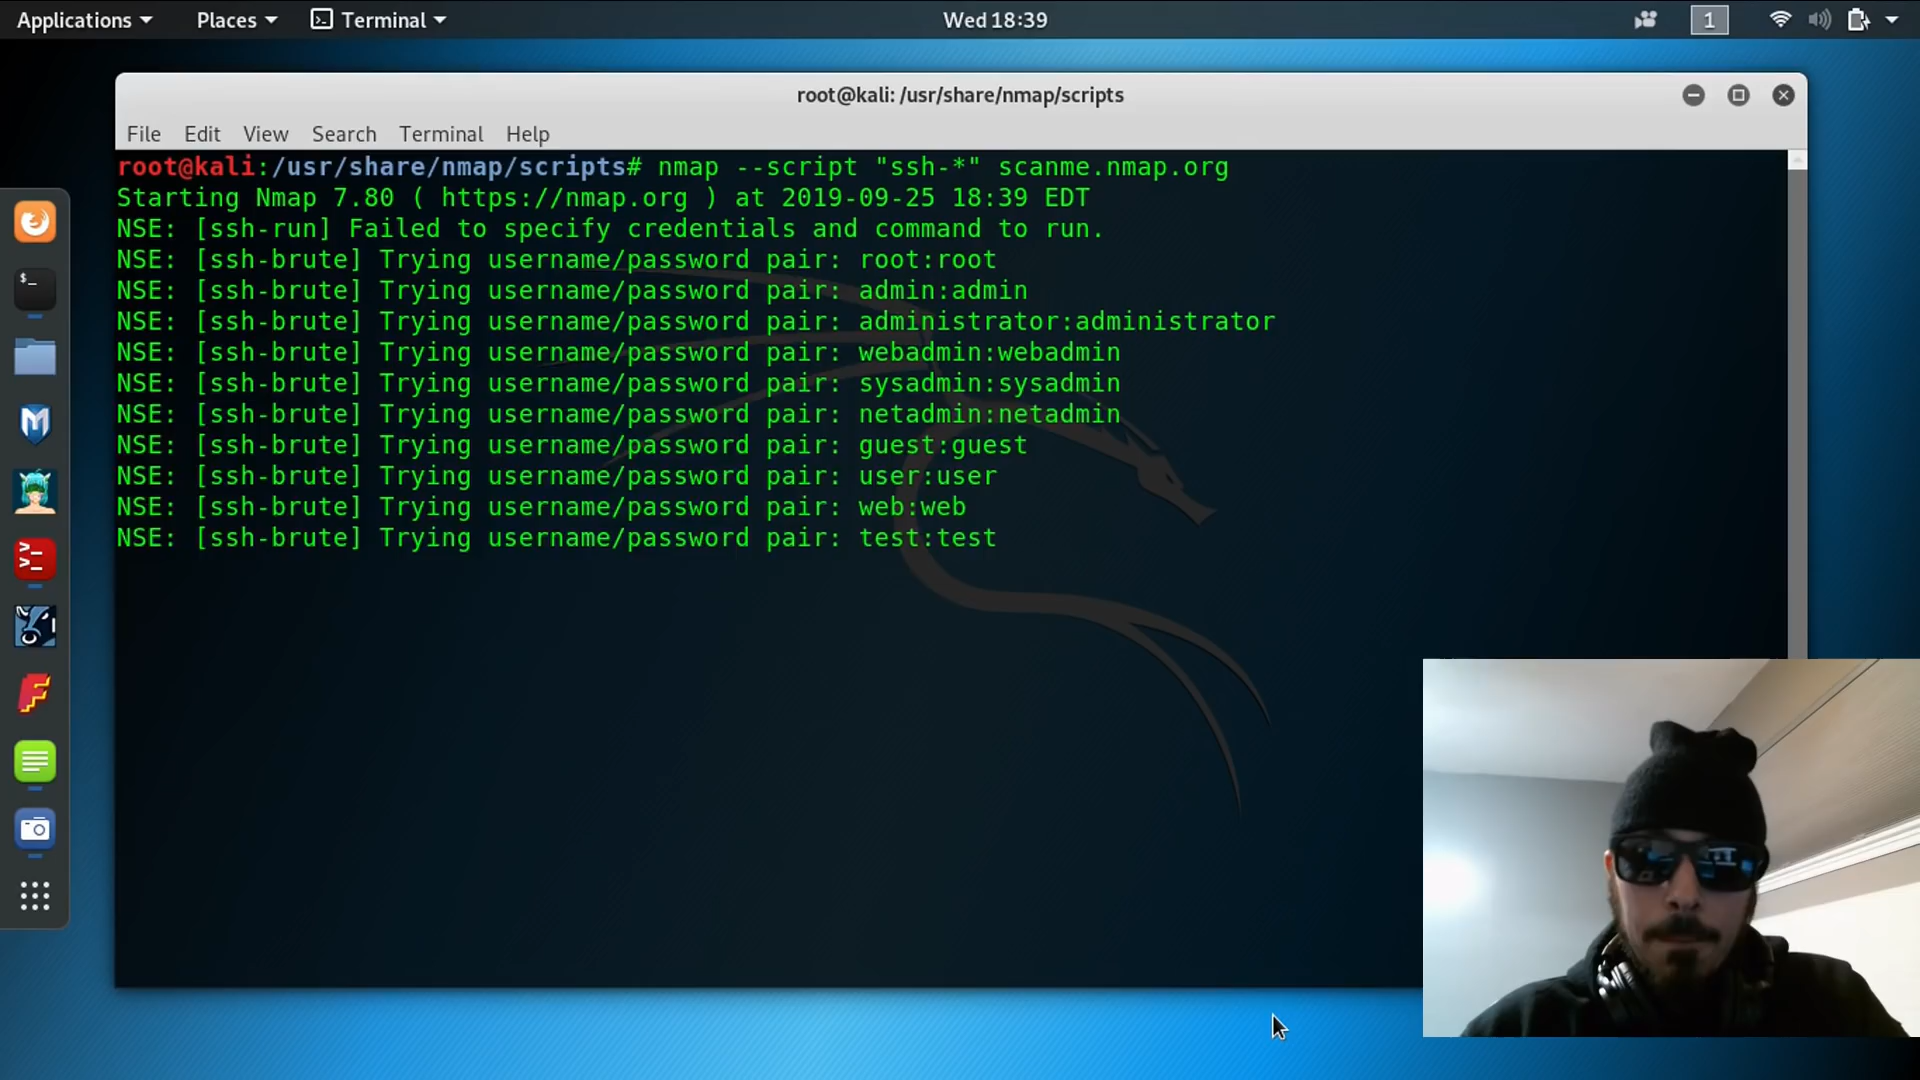 Applications Places Terminal Wed 18:39 1
root@kali: /usr/share/nmap/scripts
File Edit View Search Terminal Help
root@kali:/usr/share/nmap/scripts# nmap --script "ssh-*" scanme.nmap.org
Starting Nmap 7.80 ( https://nmap.org ) at 2019-09-25 18:39 EDT
NSE: [ssh-run] Failed to specify credentials and command to run.
NSE: [ssh-brute] Trying username/password pair: root:root
NSE: [ssh-brute] Trying username/password pair: admin:admin
NSE: [ssh-brute] Trying username/password pair: administrator:administrator
NSE: [ssh-brute] Trying username/password pair: webadmin:webadmin
NSE: [ssh-brute] Trying username/password pair: sysadmin:sysadmin
NSE: [ssh-brute] Trying username/password pair: netadmin:netadmin
NSE: [ssh-brute] Trying username/password pair: guest:guest
NSE: [ssh-brute] Trying username/password pair: user:user
NSE: [ssh-brute] Trying username/password pair: web:web
NSE: [ssh-brute] Trying username/password pair: test:test